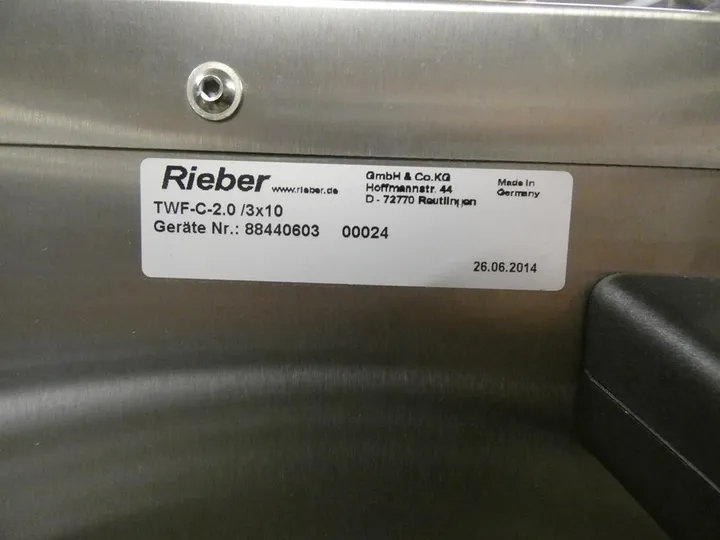 Rieber www.rieber.de
GmbH & Co.KG
Hoffmannstr. 44
D - 72770 Reutlingen
Made in
Germany
TWF-C-2.0 /3x10
Geräte Nr.: 88440603 00024
26.06.2014